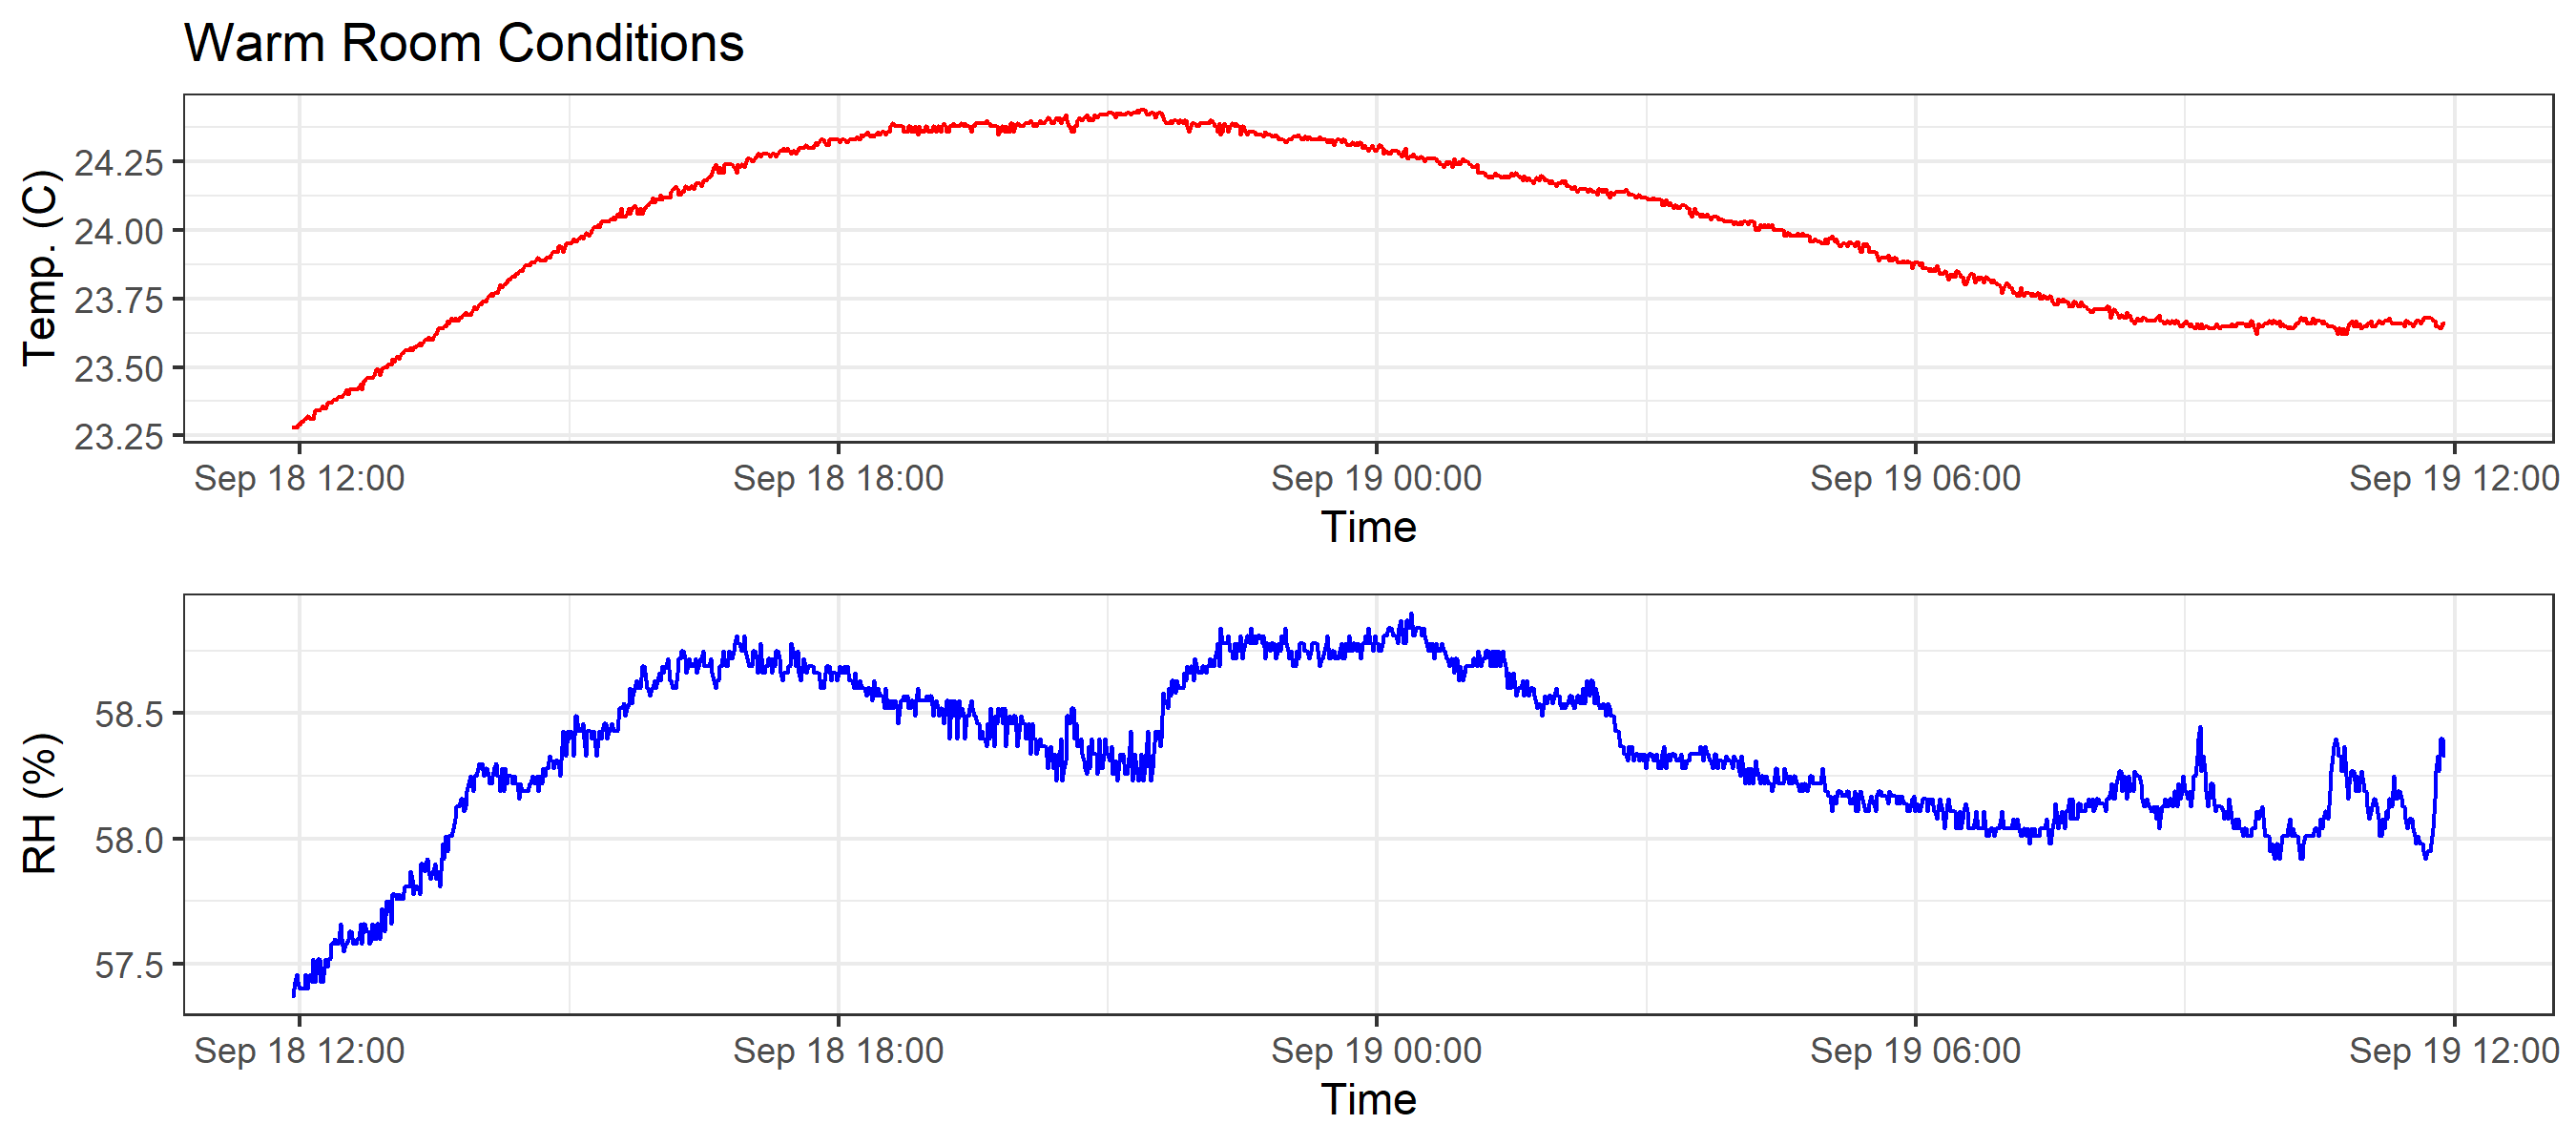 Warm Room Conditions
Temp. (C)
24.25
24.00
23.75
23.50
23.25
Sep 18 12:00 Sep 18 18:00 Sep 19 00:00 Sep 19 06:00 Sep 19 12:00
Time
RH (%)
58.5
58.0
57.5
Sep 18 12:00 Sep 18 18:00 Sep 19 00:00 Sep 19 06:00 Sep 19 12:00
Time